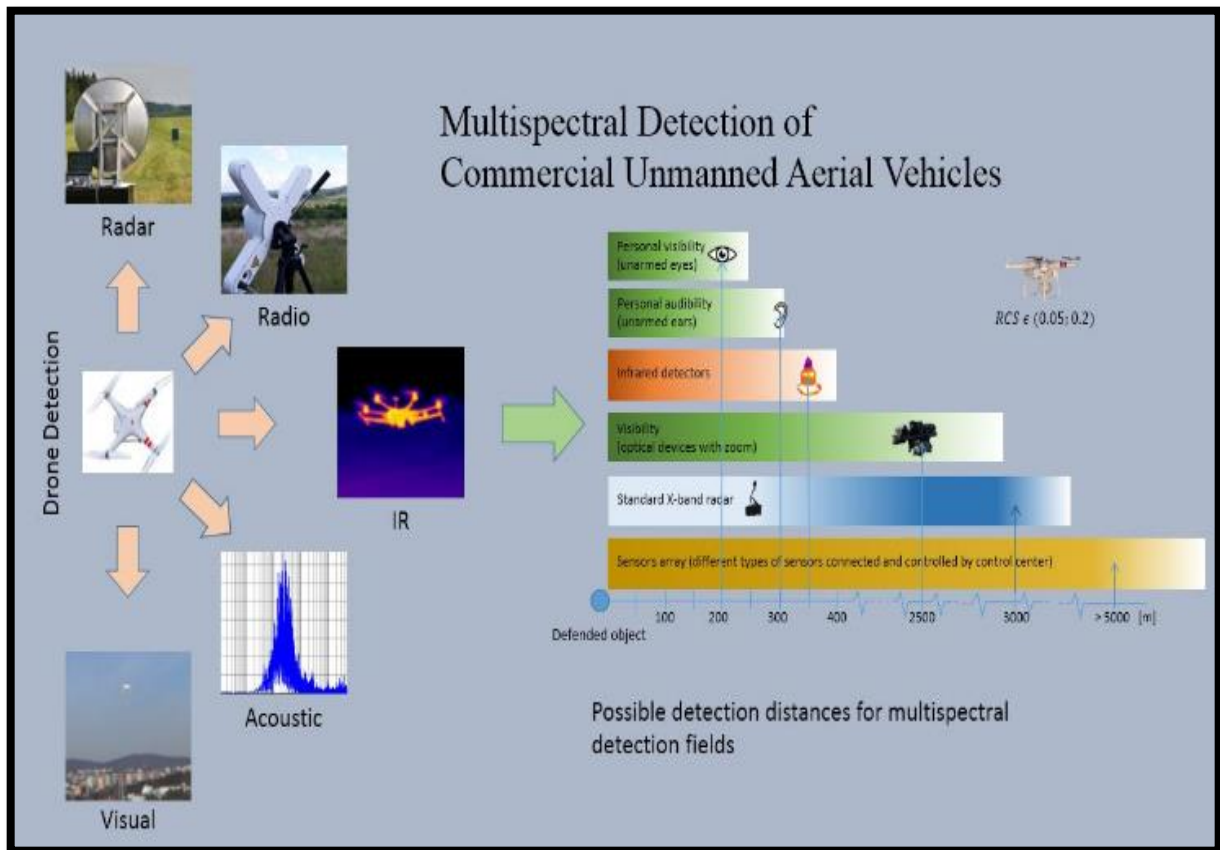 Multispectral Detection of
Commercial Unmanned Aerial Vehicles
Drone Detection
Radar
Radio
IR
Acoustic
Visual
Personal visibility
(unarmed eyes)
Personal audibility
(unarmed ears)
Infrared detectors
Visibility
(optical devices with zoom)
Standard X-band radar
Sensors array (different types of sensors connected and controlled by control center)
RCS ϵ (0.05; 0.2)
Defended object
100 200 300 400 2500 3000 > 5000 [m]
Possible detection distances for multispectral
detection fields